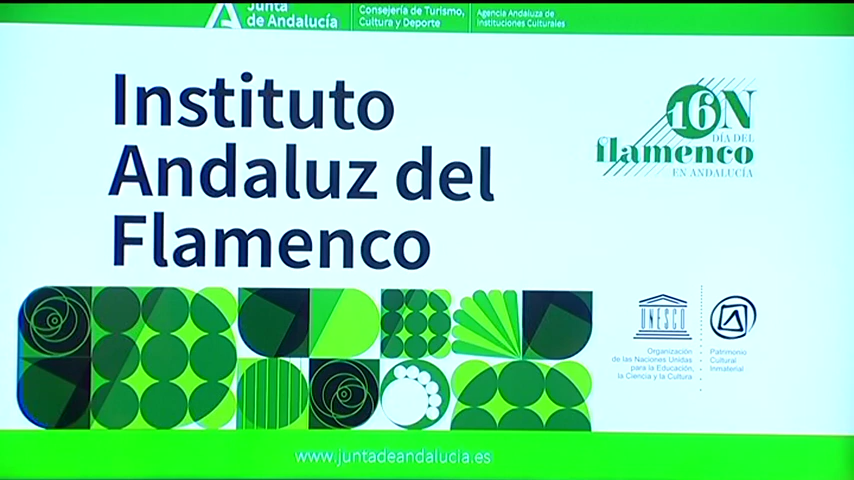 Junta
de Andalucía
Consejería de Turismo,
Cultura y Deporte
Agencia Andaluza de
Instituciones Culturales
Instituto
Andaluz del
Flamenco
16N
DÍA DEL
flamenco
EN ANDALUCÍA
UNESCO
Organización
de las Naciones Unidas
para la Educación,
la Ciencia y la Cultura
Patrimonio
Cultural
Inmaterial
www.juntadeandalucia.es